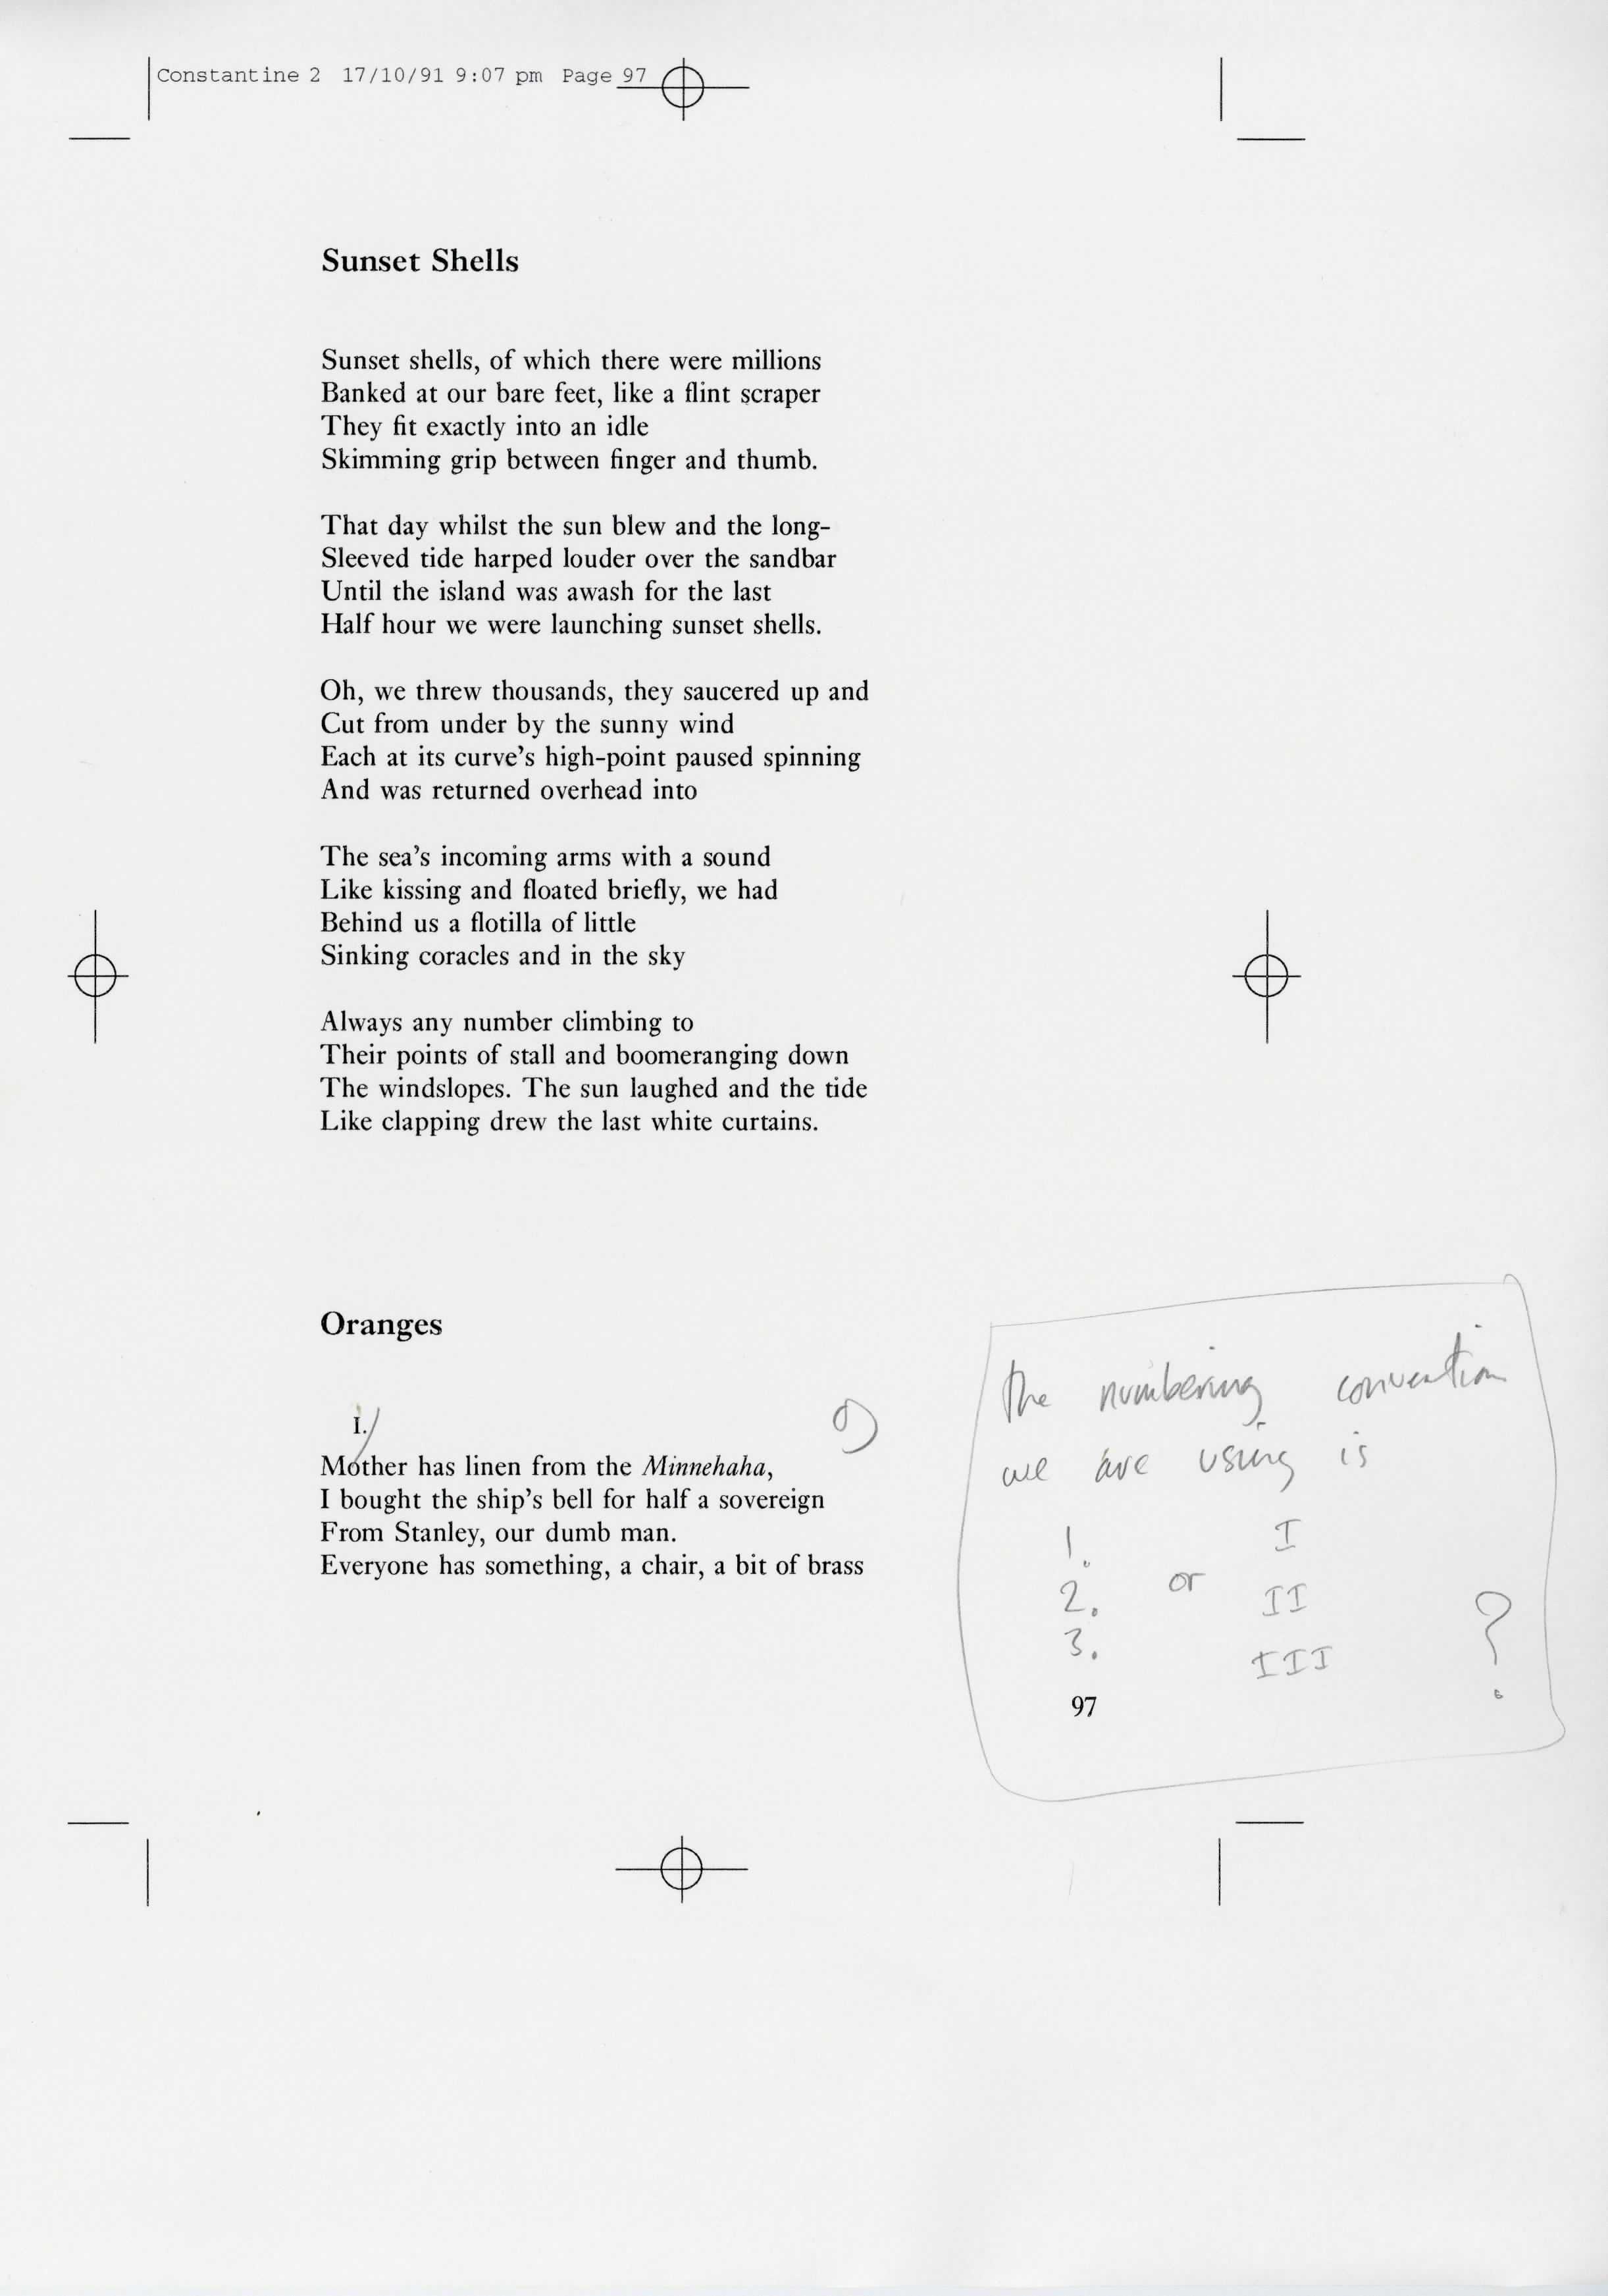 Constantine 2 17/10/91 9:07 pm Page 97
Sunset Shells
Sunset shells, of which there were millions
Banked at our bare feet, like a flint scraper
They fit exactly into an idle
Skimming grip between finger and thumb.
That day whilst the sun blew and the long-
Sleeved tide harped louder over the sandbar
Until the island was awash for the last
Half hour we were launching sunset shells.
Oh, we threw thousands, they saucered up and
Cut from under by the sunny wind
Each at its curve's high-point paused spinning
And was returned overhead into
The sea's incoming arms with a sound
Like kissing and floated briefly, we had
Behind us a flotilla of little
Sinking coracles and in the sky
Always any number climbing to
Their points of stall and boomeranging down
The windslopes. The sun laughed and the tide
Like clapping drew the last white curtains.
Oranges
I.
Mother has linen from the Minnehaha,
I bought the ship's bell for half a sovereign
From Stanley, our dumb man.
Everyone has something, a chair, a bit of brass
The numbering convention
we are using is
1. I
2. or II
3. III ?
97